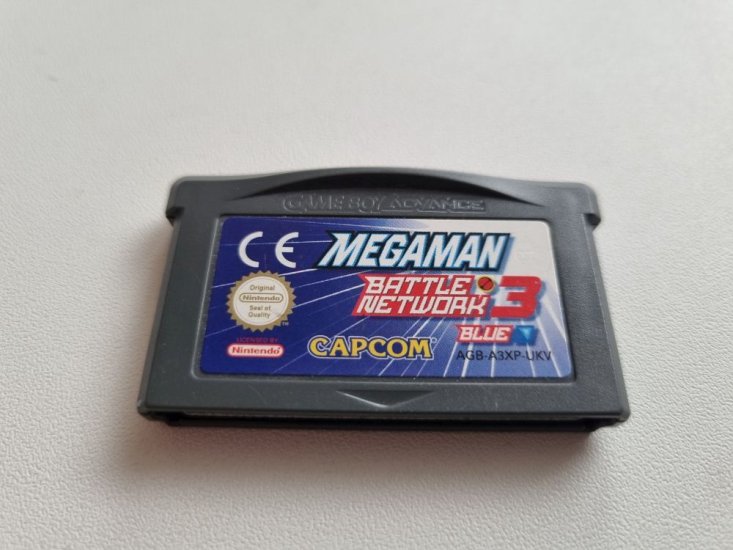 GAME BOY ADVANCE
CE
MEGAMAN
BATTLE
NETWORK 3
BLUE
Original
Nintendo
Seal of
Quality
TM
LICENSED BY
Nintendo
CAPCOM
AGB-A3XP-UKV